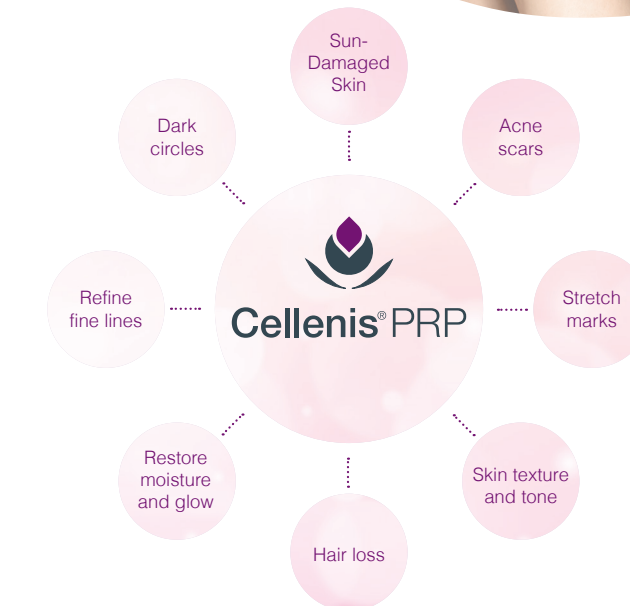 Sun-
Damaged
Skin
Dark
circles
Acne
scars
Cellenis® PRP
Refine
fine lines
Stretch
marks
Restore
moisture
and glow
Skin texture
and tone
Hair loss